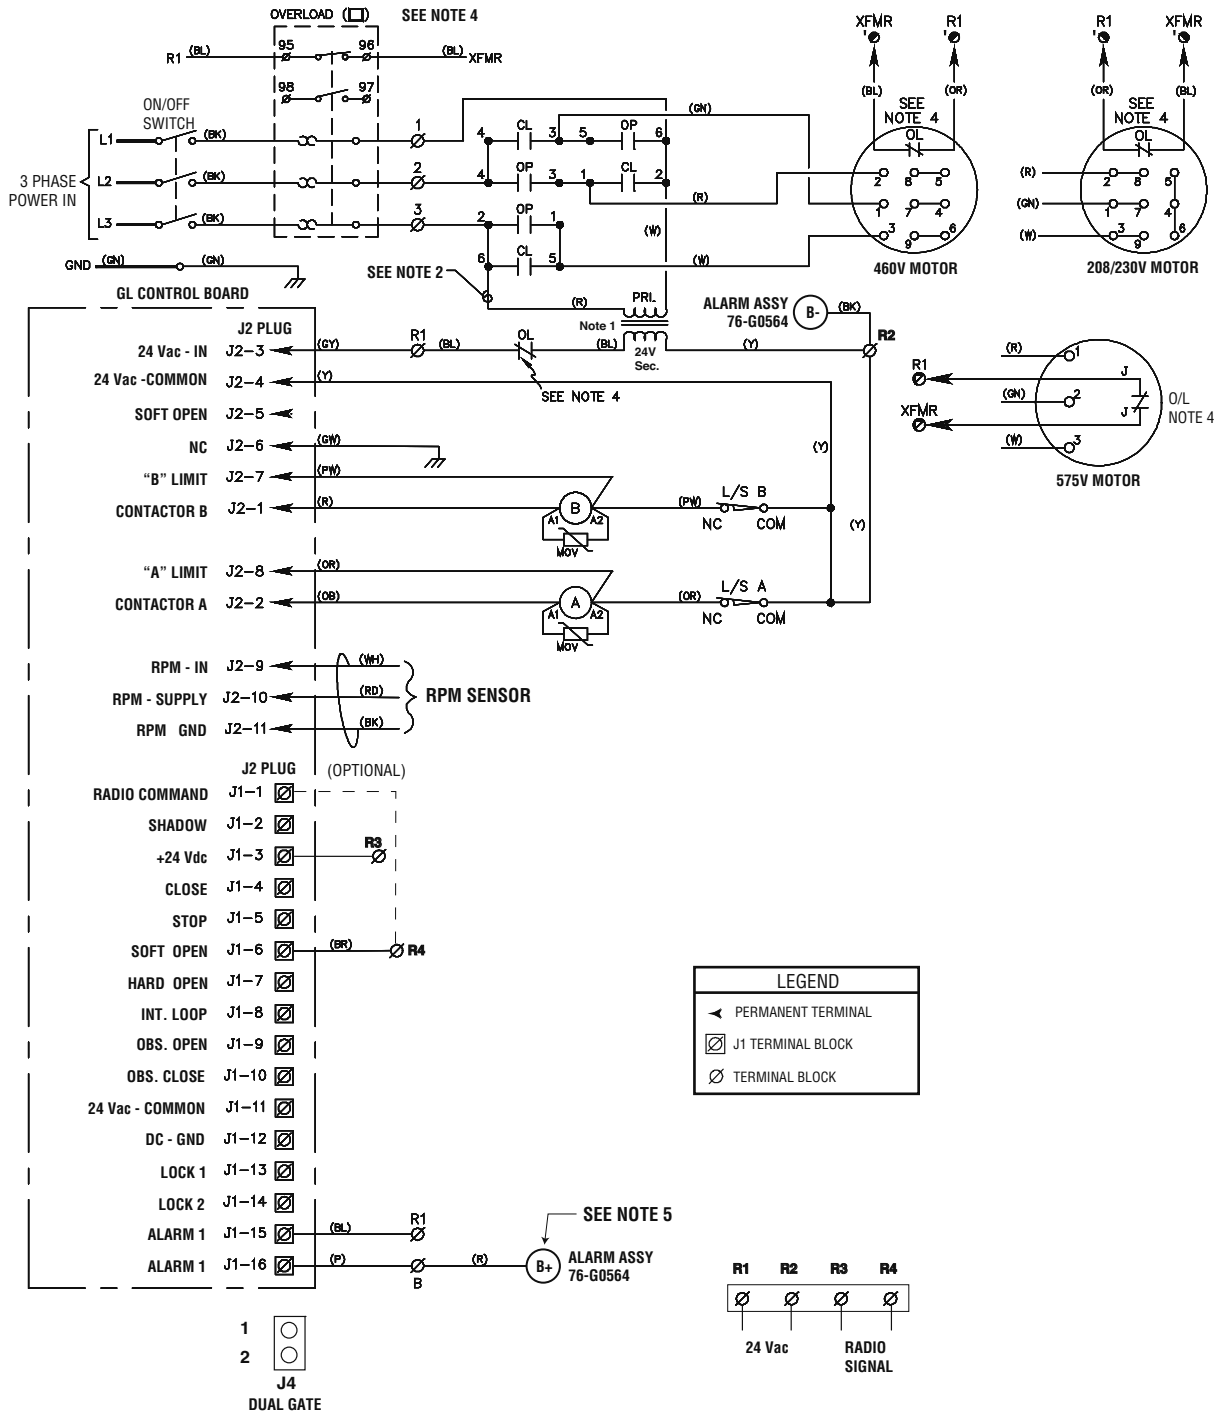 OVERLOAD ( )
SEE NOTE 4
R1 (BL) 95 96 (BL) XFMR
98 97
ON/OFF
SWITCH
3 PHASE
POWER IN
L1 (BK) 1 4 CL 3 5 OP 6 (GN)
L2 (BK) 2 4 OP 3 1 CL 2 (R)
L3 (BK) 3 2 OP 1 (W)
6 CL 5 (W)
GND (GN) (GN)
SEE NOTE 2
XFMR R1
(BL) (OR)
SEE
NOTE 4
OL
2 8 5
1 7 4
3 9 6
460V MOTOR
R1 XFMR
(OR) (BL)
SEE
NOTE 4
OL
(R) 2 8 5
(GN) 1 7 4
(W) 3 9 6
208/230V MOTOR
(R) PRI.
Note 1
24V
Sec.
ALARM ASSY
76-G0564
B- (BK)
R2
GL CONTROL BOARD
J2 PLUG
24 Vac - IN J2-3 (GY) R1 (BL) OL (BL) (Y)
SEE NOTE 4
24 Vac -COMMON J2-4 (Y)
SOFT OPEN J2-5
NC J2-6 (GW)
(Y)
(Y)
"B" LIMIT J2-7 (PW)
CONTACTOR B J2-1 (R) A1 B A2 (PW) L/S B
MOV NC COM
"A" LIMIT J2-8 (OR)
CONTACTOR A J2-2 (OB) A1 A A2 (OR) L/S A
MOV NC COM
R1
XFMR
(R) 1
(GN) 2
(W) 3
J
J
O/L
NOTE 4
575V MOTOR
RPM - IN J2-9 (WH)
RPM - SUPPLY J2-10 (RD)
RPM GND J2-11 (BK)
RPM SENSOR
J2 PLUG (OPTIONAL)
RADIO COMMAND J1-1
SHADOW J1-2
+24 Vdc J1-3 R3
CLOSE J1-4
STOP J1-5
SOFT OPEN J1-6 (BR) R4
HARD OPEN J1-7
INT. LOOP J1-8
OBS. OPEN J1-9
OBS. CLOSE J1-10
24 Vac - COMMON J1-11
DC - GND J1-12
LOCK 1 J1-13
LOCK 2 J1-14
ALARM 1 J1-15 (BL) R1
ALARM 1 J1-16 (P) B (R) B+
SEE NOTE 5
ALARM ASSY
76-G0564
LEGEND
PERMANENT TERMINAL
J1 TERMINAL BLOCK
TERMINAL BLOCK
R1 R2 R3 R4
24 Vac RADIO
SIGNAL
1
2
J4
DUAL GATE